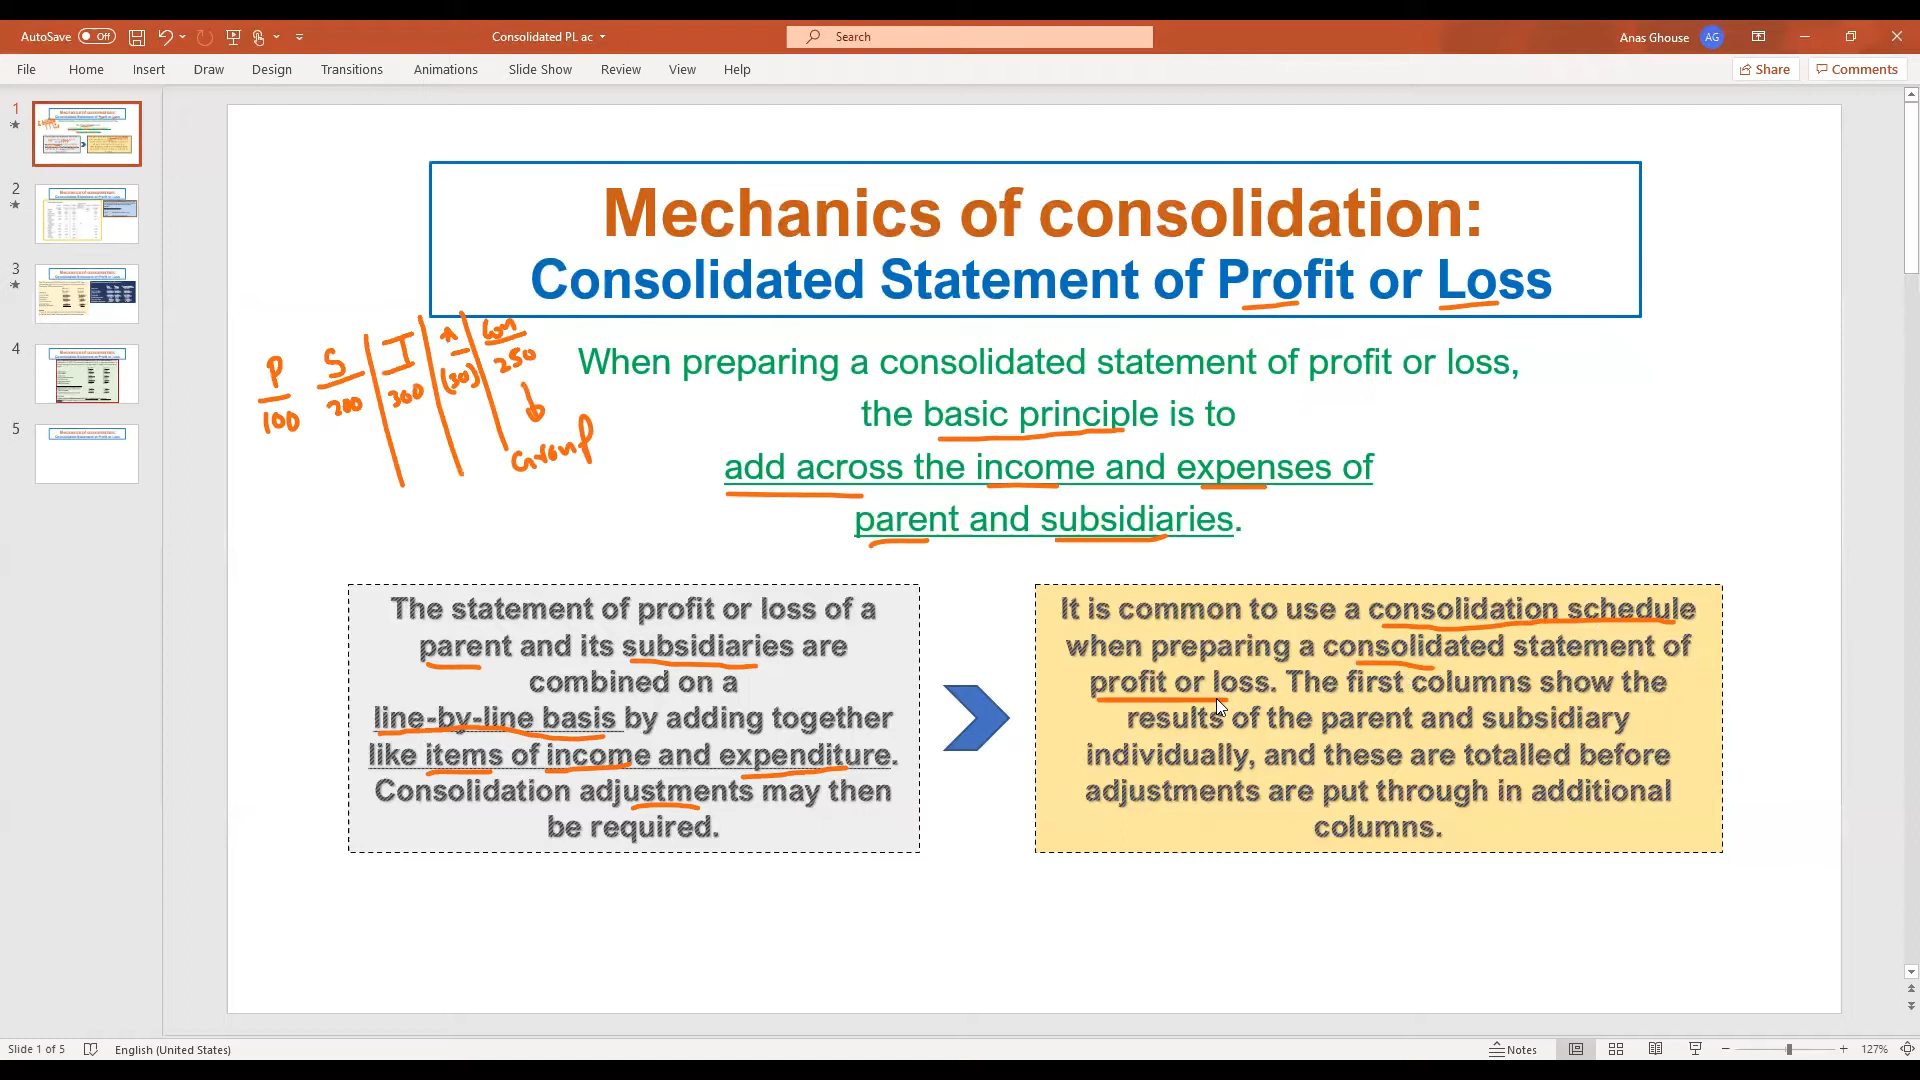 AutoSave Off Consolidated PL ac Search Anas Ghouse AG
File Home Insert Draw Design Transitions Animations Slide Show Review View Help Share Comments
1
2
3
4
5
Mechanics of consolidation:
Consolidated Statement of Profit or Loss
P S I Con
100 200 300 (50) 250
Group
When preparing a consolidated statement of profit or loss,
the basic principle is to
add across the income and expenses of
parent and subsidiaries.
The statement of profit or loss of a
parent and its subsidiaries are
combined on a
line-by-line basis by adding together
like items of income and expenditure.
Consolidation adjustments may then
be required.
It is common to use a consolidation schedule
when preparing a consolidated statement of
profit or loss. The first columns show the
results of the parent and subsidiary
individually, and these are totalled before
adjustments are put through in additional
columns.
Slide 1 of 5 English (United States) Notes 127%